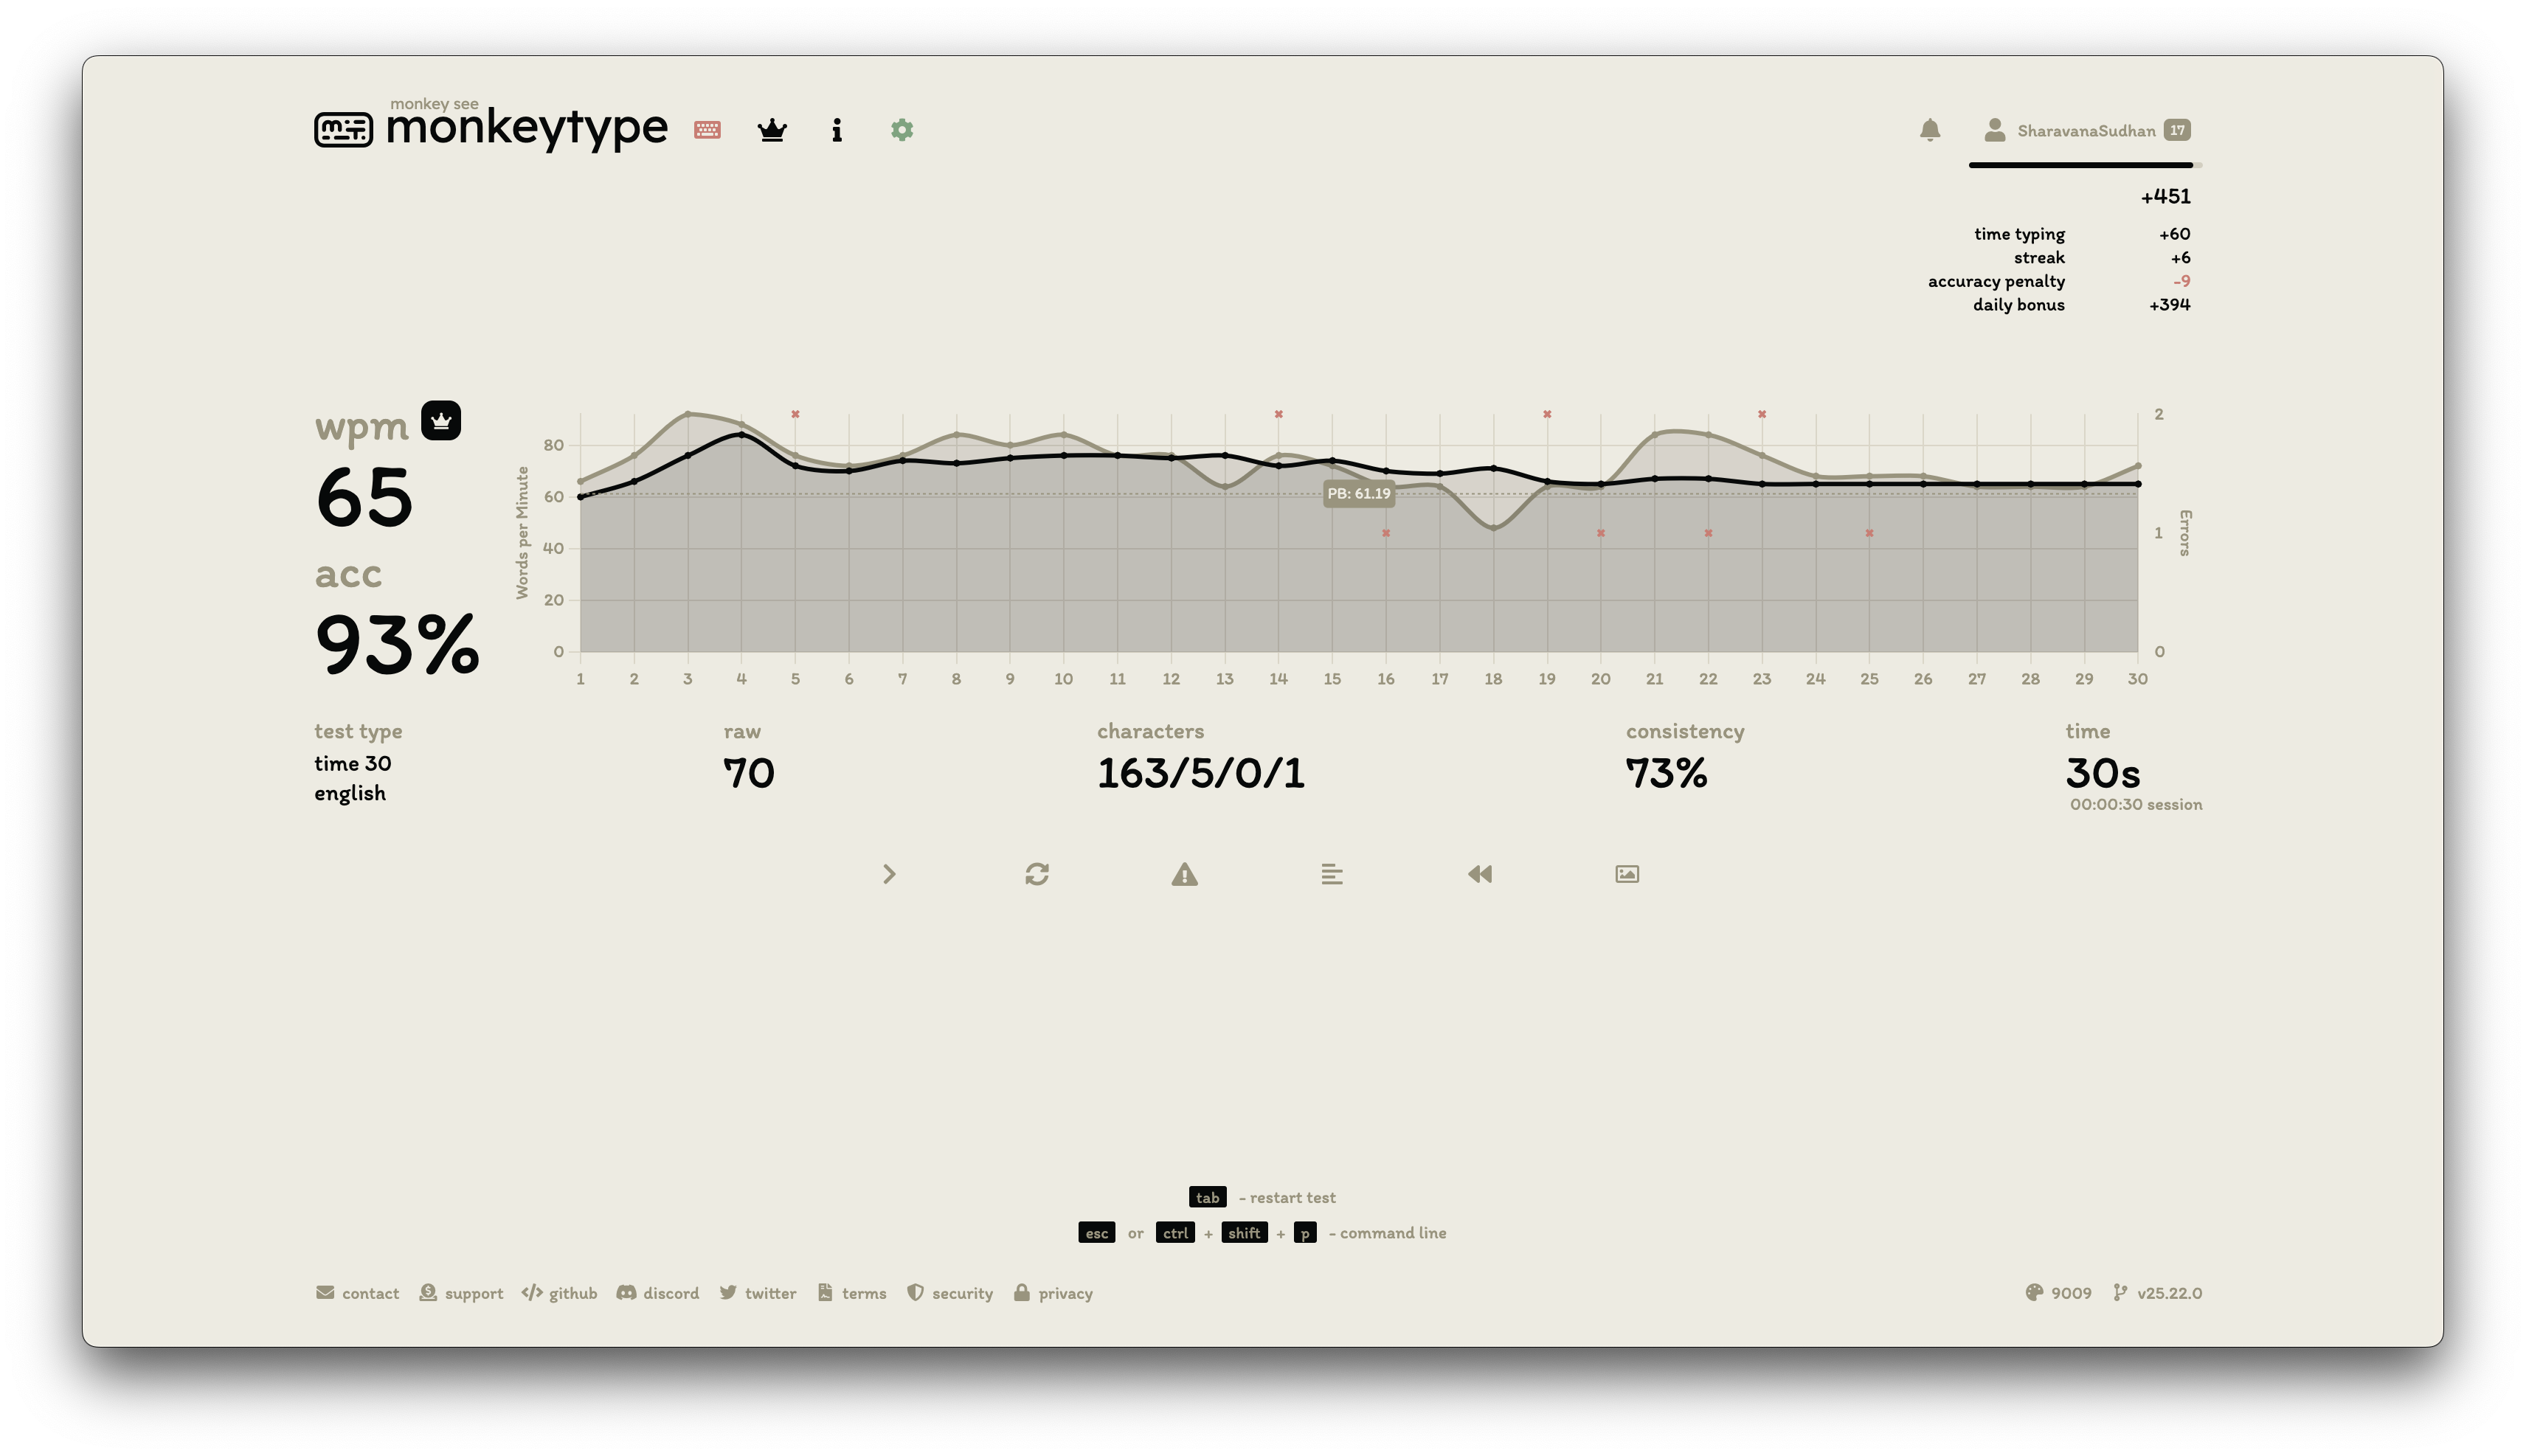 monkey see
monkeytype
SharavanaSudhan 17
+451
time typing +60
streak +6
accuracy penalty -9
daily bonus +394
wpm
65
acc
93%
Words per Minute
80
60
40
20
0
PB: 61.19
2
1
0
Errors
1 2 3 4 5 6 7 8 9 10 11 12 13 14 15 16 17 18 19 20 21 22 23 24 25 26 27 28 29 30
test type
time 30
english
raw
70
characters
163/5/0/1
consistency
73%
time
30s
00:00:30 session
tab - restart test
esc or ctrl + shift + p - command line
contact support github discord twitter terms security privacy
9009 v25.22.0